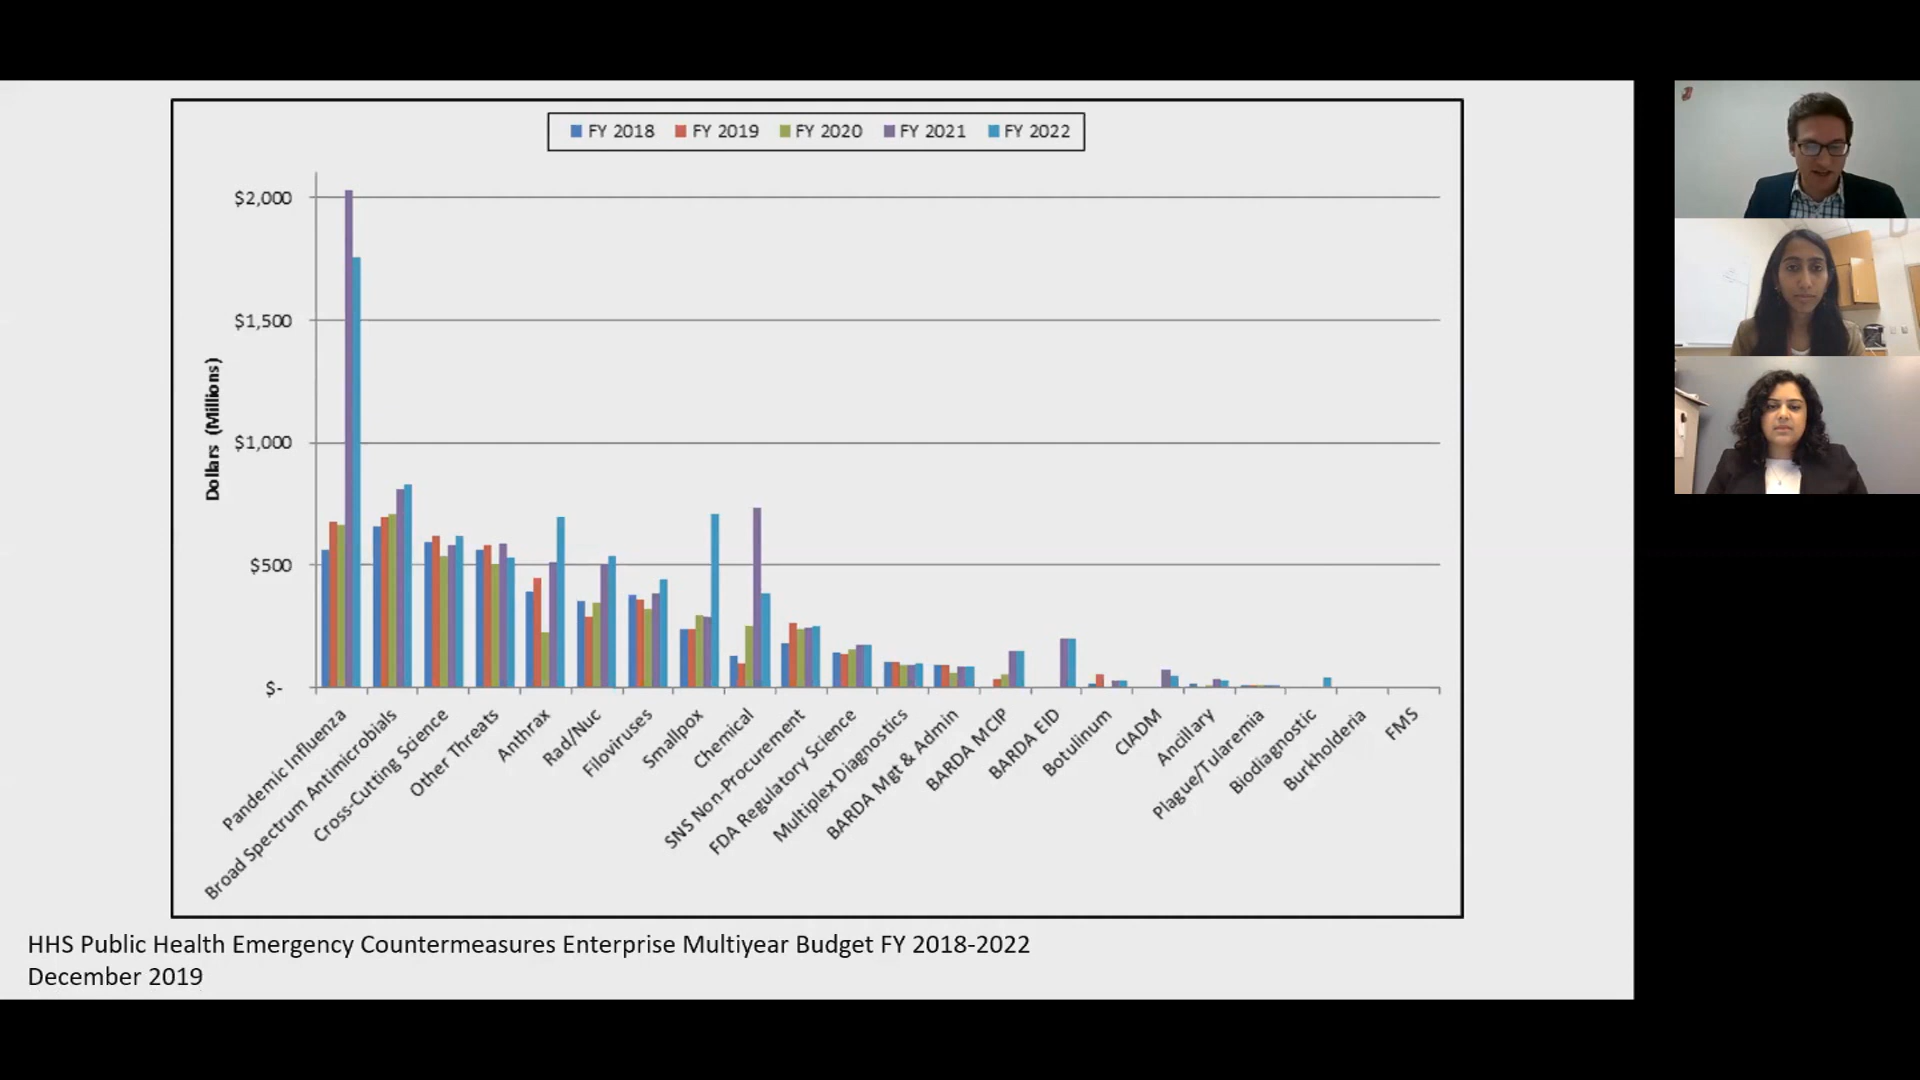 FY 2018 FY 2019 FY 2020 FY 2021 FY 2022
$2,000
$1,500
$1,000
$500
$-
Dollars (Millions)
Pandemic Influenza
Broad Spectrum Antimicrobials
Cross-Cutting Science
Other Threats
Anthrax
Rad/Nuc
Filoviruses
Smallpox
Chemical
SNS Non-Procurement
FDA Regulatory Science
Multiplex Diagnostics
BARDA Mgt & Admin
BARDA MCIP
BARDA EID
Botulinum
CIADM
Ancillary
Plague/Tularemia
Biodiagnostic
Burkholderia
FMS
HHS Public Health Emergency Countermeasures Enterprise Multiyear Budget FY 2018-2022
December 2019